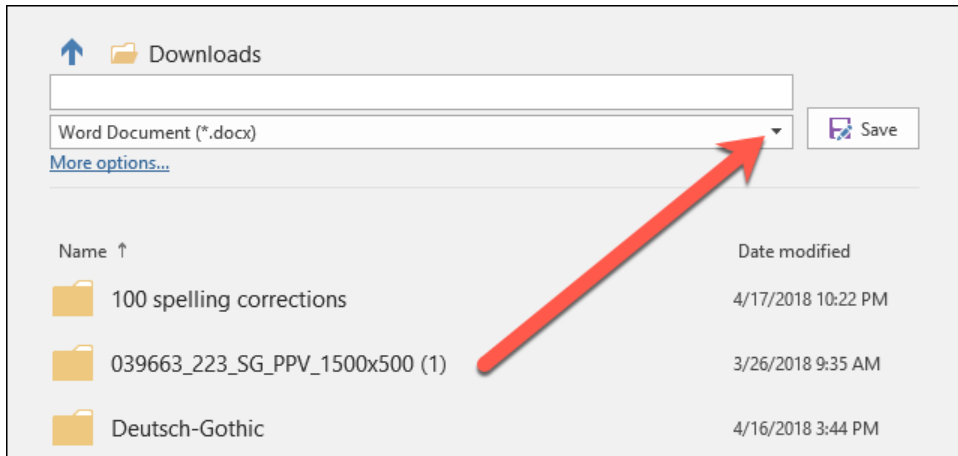 Downloads
Word Document (*.docx)
Save
More options...
Name ↑ Date modified
100 spelling corrections 4/17/2018 10:22 PM
039663_223_SG_PPV_1500x500 (1) 3/26/2018 9:35 AM
Deutsch-Gothic 4/16/2018 3:44 PM